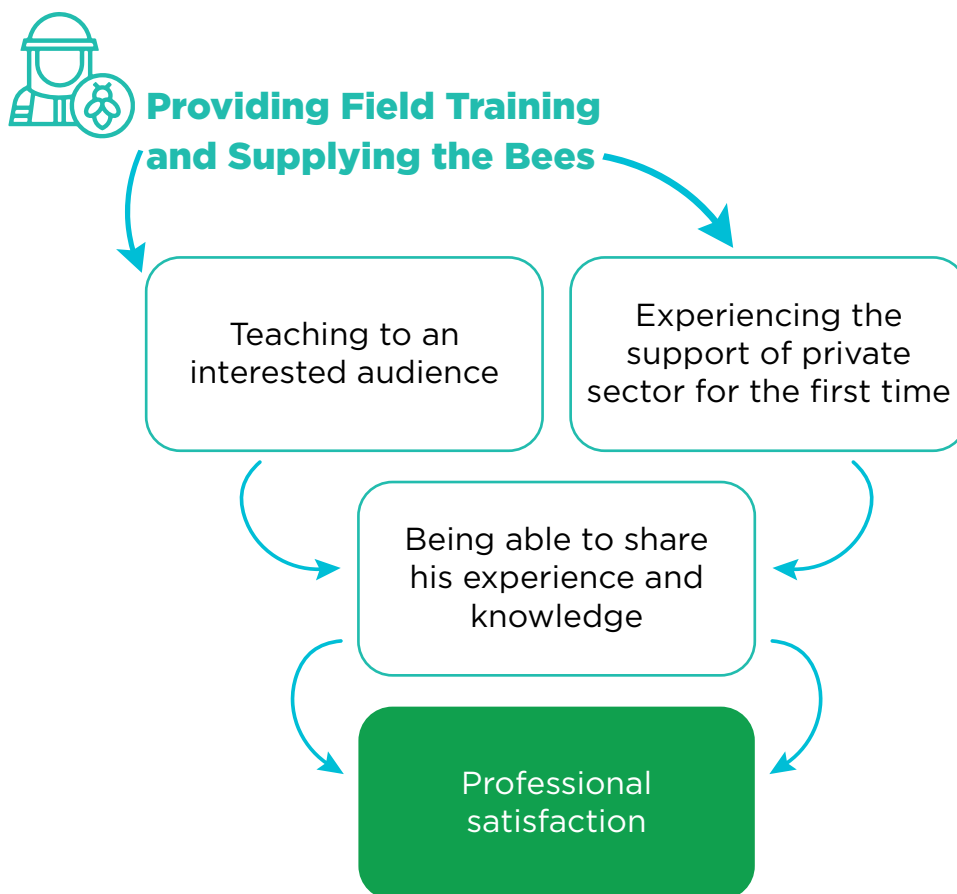 Providing Field Training
and Supplying the Bees
Teaching to an
interested audience
Experiencing the
support of private
sector for the first time
Being able to share
his experience and
knowledge
Professional
satisfaction